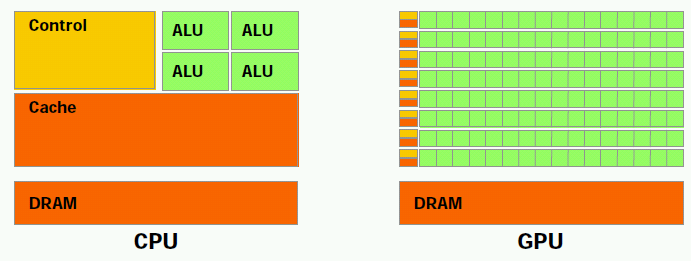 Control
ALU
ALU
ALU
ALU
Cache
DRAM
CPU
DRAM
GPU